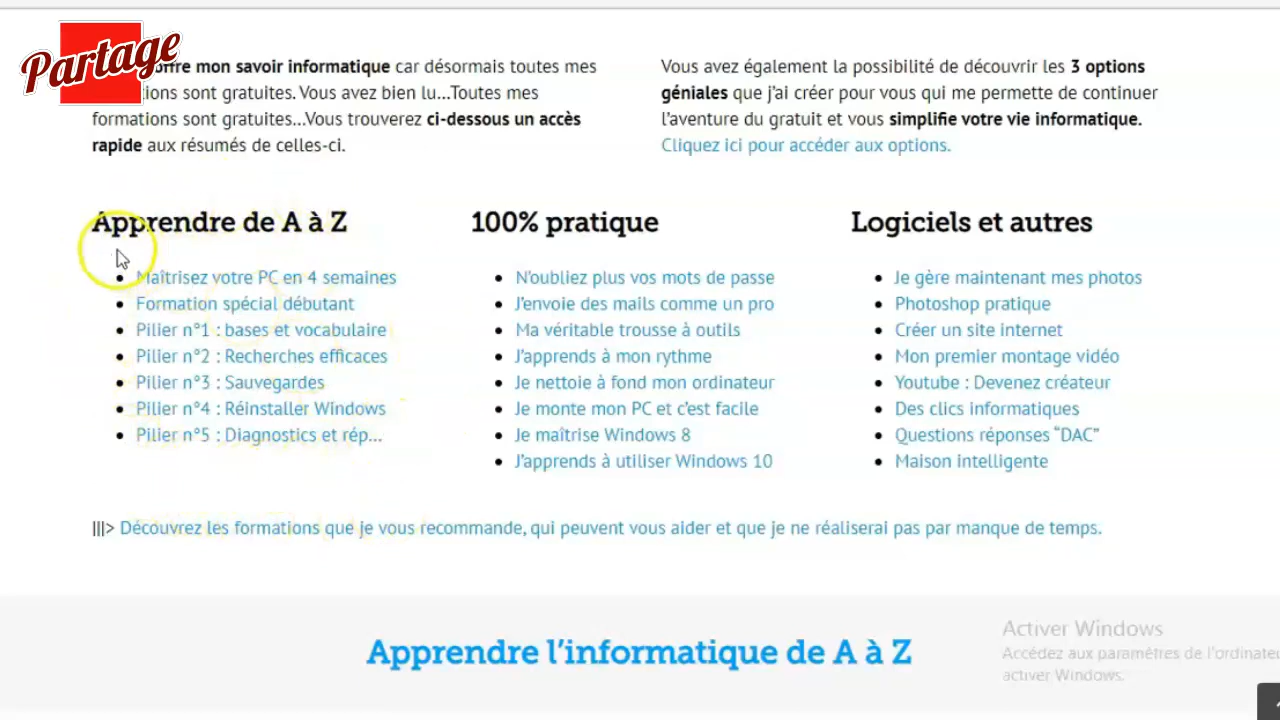 Partage
offre mon savoir informatique car désormais toutes mes
sont gratuites. Vous avez bien lu...Toutes mes
formations sont gratuites...Vous trouverez ci-dessous un accès
rapide aux résumés de celles-ci.
Vous avez également la possibilité de découvrir les 3 options
géniales que j'ai créer pour vous qui me permette de continuer
l'aventure du gratuit et vous simplifie votre vie informatique.
Cliquez ici pour accéder aux options.
Apprendre de A à Z
Maîtrisez votre PC en 4 semaines
Formation spécial débutant
Pilier n°1 : bases et vocabulaire
Pilier n°2 : Recherches efficaces
Pilier n°3 : Sauvegardes
Pilier n°4 : Réinstaller Windows
Pilier n°5 : Diagnostics et rép...
100% pratique
N'oubliez plus vos mots de passe
J'envoie des mails comme un pro
Ma véritable trousse à outils
J'apprends à mon rythme
Je nettoie à fond mon ordinateur
Je monte mon PC et c'est facile
Je maîtrise Windows 8
J'apprends à utiliser Windows 10
Logiciels et autres
Je gère maintenant mes photos
Photoshop pratique
Créer un site internet
Mon premier montage vidéo
Youtube : Devenez créateur
Des clics informatiques
Questions réponses “DAC”
Maison intelligente
|||> Découvrez les formations que je vous recommande, qui peuvent vous aider et que je ne réaliserai pas par manque de temps.
Apprendre l'informatique de A à Z
Activer Windows
Accédez aux paramètres de l'ordinate
activer Windows.